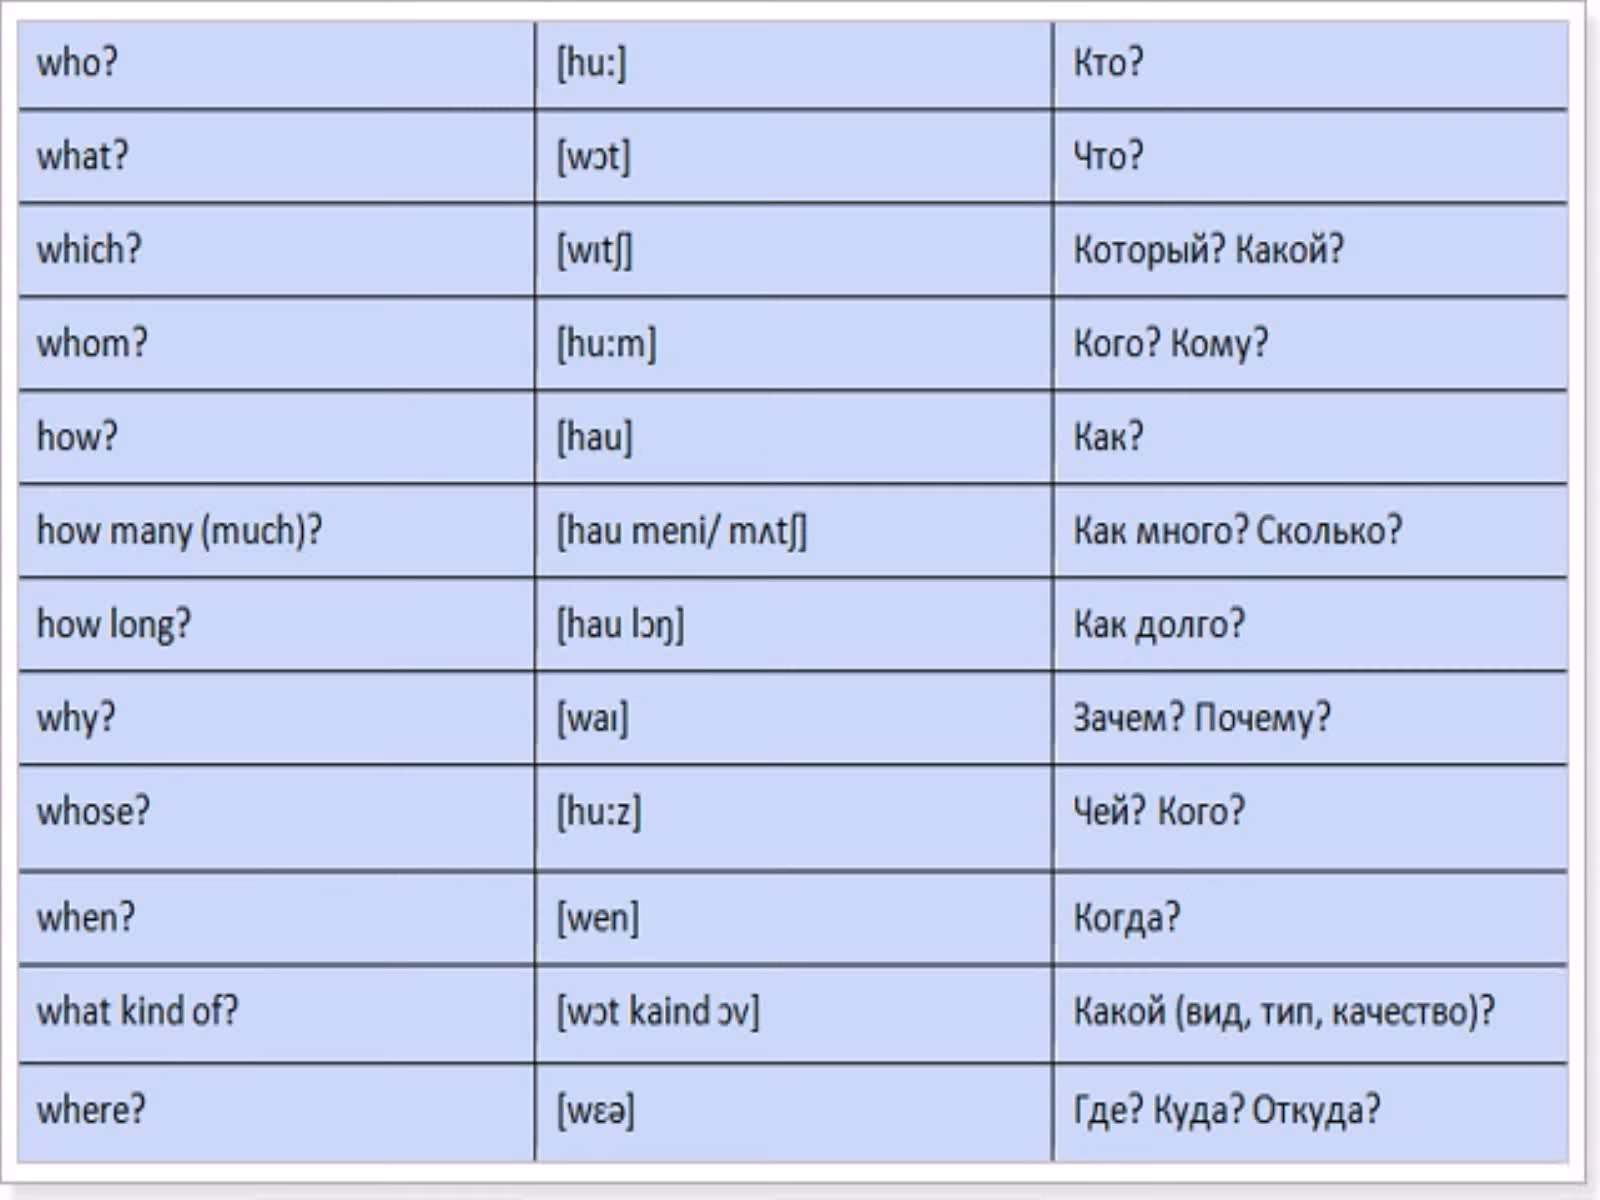 who? [hu:] Кто?
what? [wɔt] Что?
which? [wɪtʃ] Который? Какой?
whom? [hu:m] Кого? Кому?
how? [hau] Как?
how many (much)? [hau meni/ mʌtʃ] Как много? Сколько?
how long? [hau lɔŋ] Как долго?
why? [waɪ] Зачем? Почему?
whose? [hu:z] Чей? Кого?
when? [wen] Когда?
what kind of? [wɔt kaind ɔv] Какой (вид, тип, качество)?
where? [wɛə] Где? Куда? Откуда?